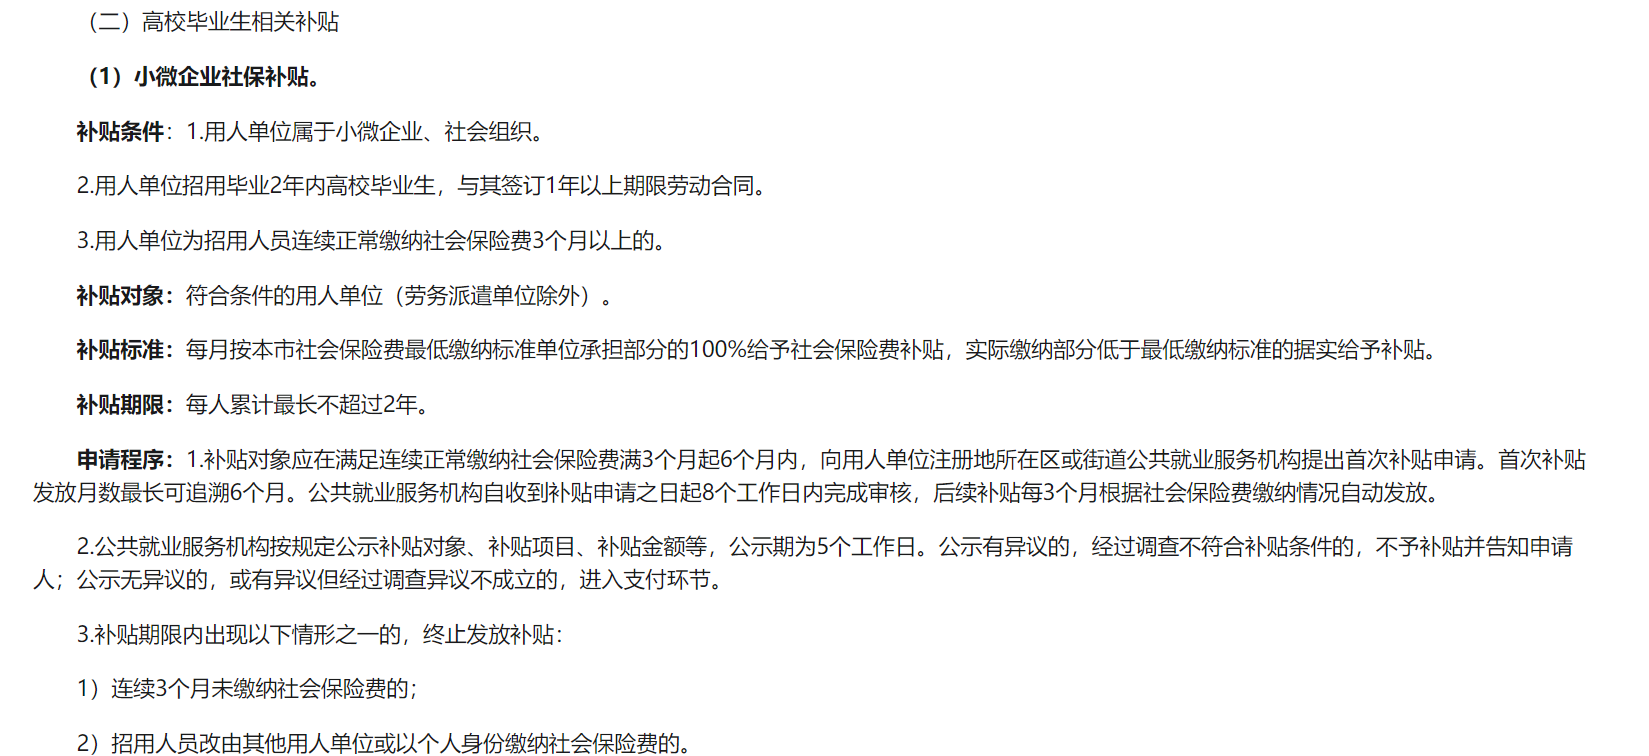 （二）高校毕业生相关补贴
（1）小微企业社保补贴。
补贴条件：1.用人单位属于小微企业、社会组织。
2.用人单位招用毕业2年内高校毕业生，与其签订1年以上期限劳动合同。
3.用人单位为招用人员连续正常缴纳社会保险费3个月以上的。
补贴对象：符合条件的用人单位（劳务派遣单位除外）。
补贴标准：每月按本市社会保险费最低缴纳标准单位承担部分的100%给予社会保险费补贴，实际缴纳部分低于最低缴纳标准的据实给予补贴。
补贴期限：每人累计最长不超过2年。
申请程序：1.补贴对象应在满足连续正常缴纳社会保险费满3个月起6个月内，向用人单位注册地所在区或街道公共就业服务机构提出首次补贴申请。首次补贴
发放月数最长可追溯6个月。公共就业服务机构自收到补贴申请之日起8个工作日内完成审核，后续补贴每3个月根据社会保险费缴纳情况自动发放。
2.公共就业服务机构按规定公示补贴对象、补贴项目、补贴金额等，公示期为5个工作日。公示有异议的，经过调查不符合补贴条件的，不予补贴并告知申请
人；公示无异议的，或有异议但经过调查异议不成立的，进入支付环节。
3.补贴期限内出现以下情形之一的，终止发放补贴：
1）连续3个月未缴纳社会保险费的；
2）招用人员改由其他用人单位或以个人身份缴纳社会保险费的。